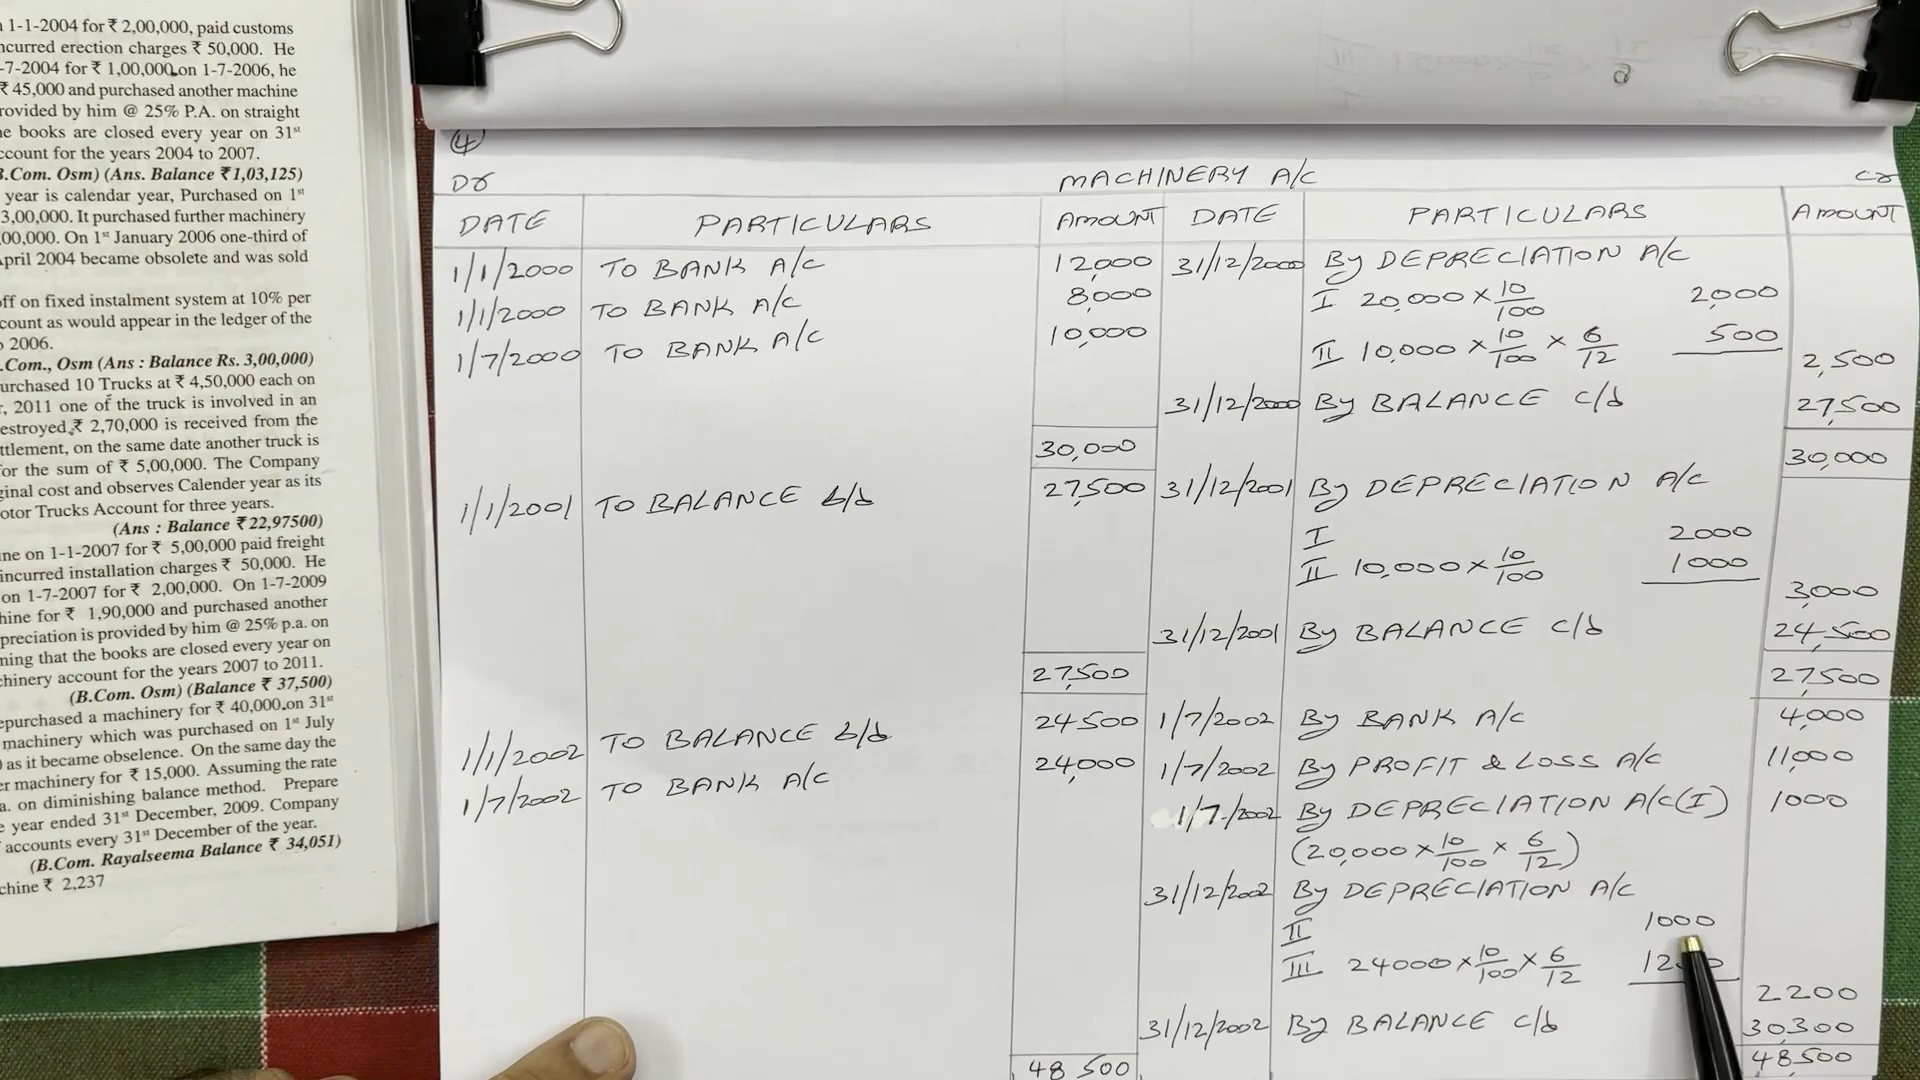 1-1-2004 for ₹ 2,00,000, paid customs
ncurred erection charges ₹ 50,000. He
-7-2004 for ₹ 1,00,000 on 1-7-2006, he
₹ 45,000 and purchased another machine
rovided by him @ 25% P.A. on straight
e books are closed every year on 31st
ccount for the years 2004 to 2007.
B.Com. Osm) (Ans. Balance ₹1,03,125)
year is calendar year, Purchased on 1st
3,00,000. It purchased further machinery
,00,000. On 1st January 2006 one-third of
April 2004 became obsolete and was sold
off on fixed instalment system at 10% per
ccount as would appear in the ledger of the
2006.
.Com., Osm (Ans : Balance Rs. 3,00,000)
urchased 10 Trucks at ₹ 4,50,000 each on
r, 2011 one of the truck is involved in an
estroyed ₹ 2,70,000 is received from the
ttlement, on the same date another truck is
for the sum of ₹ 5,00,000. The Company
ginal cost and observes Calender year as its
otor Trucks Account for three years.
(Ans : Balance ₹ 22,97500)
ine on 1-1-2007 for ₹ 5,00,000 paid freight
incurred installation charges ₹ 50,000. He
on 1-7-2007 for ₹ 2,00,000. On 1-7-2009
hine for ₹ 1,90,000 and purchased another
preciation is provided by him @ 25% p.a. on
ming that the books are closed every year on
chinery account for the years 2007 to 2011.
(B.Com. Osm) (Balance ₹ 37,500)
epurchased a machinery for ₹ 40,000.on 31st
machinery which was purchased on 1st July
as it became obselence. On the same day the
er machinery for ₹ 15,000. Assuming the rate
a. on diminishing balance method. Prepare
e year ended 31st December, 2009. Company
accounts every 31st December of the year.
(B.Com. Rayalseema Balance ₹ 34,051)
chine ₹ 2,237
④
Dr MACHINERY A/c Cr
DATE PARTICULARS AMOUNT DATE PARTICULARS AMOUNT
1/1/2000 TO BANK A/c 12,000 31/12/2000 By DEPRECIATION A/c
1/1/2000 TO BANK A/c 8,000 I 20,000 × 10/100 2,000
1/7/2000 TO BANK A/c 10,000 II 10,000 × 10/100 × 6/12 500 2,500
31/12/2000 By BALANCE c/d 27,500
30,000 30,000
1/1/2001 TO BALANCE b/d 27,500 31/12/2001 By DEPRECIATION A/c
I 2000
II 10,000 × 10/100 1000
3,000
31/12/2001 By BALANCE c/d 24,500
27,500 27,500
1/1/2002 TO BALANCE b/d 24,500 1/7/2002 By BANK A/c 4,000
1/7/2002 TO BANK A/c 24,000 1/7/2002 By PROFIT & LOSS A/c 11,000
1/7/2002 By DEPRECIATION A/c (I) 1000
(20,000 × 10/100 × 6/12)
31/12/2002 By DEPRECIATION A/c
II 1000
III 24000 × 10/100 × 6/12
2200
31/12/2002 By BALANCE c/d 30,300
48,500 48,500